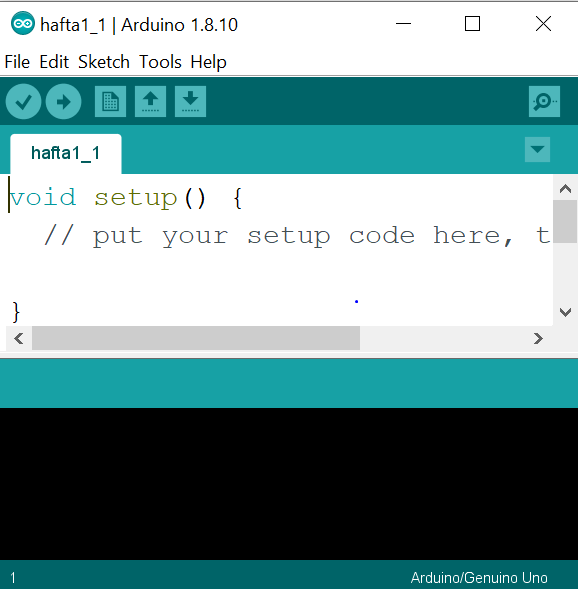 hafta1_1 | Arduino 1.8.10
File Edit Sketch Tools Help
hafta1_1
void setup() {
// put your setup code here, t
}
1
Arduino/Genuino Uno